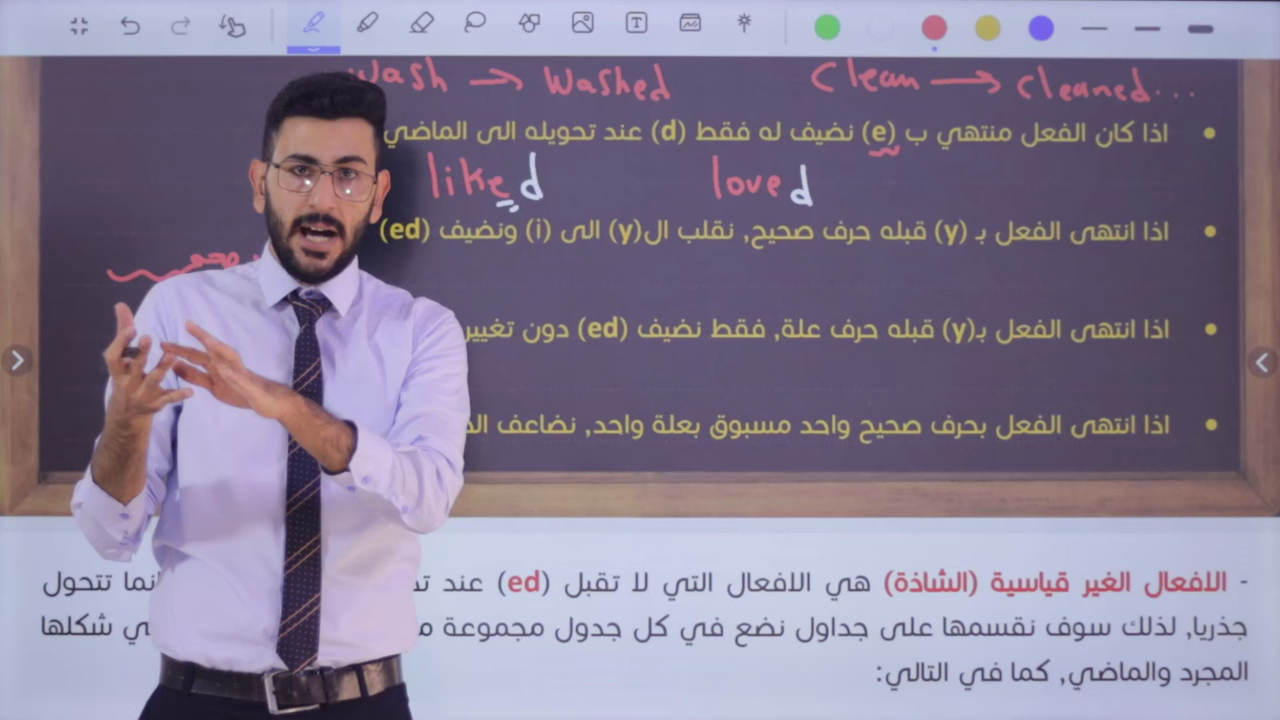 wash → washed clean → cleaned...
اذا كان الفعل منتهي ب (e) نضيف له فقط (d) عند تحويله الى الماضي
liked loved
اذا انتهى الفعل بـ (y) قبله حرف صحيح, نقلب ال(y) الى (i) ونضيف (ed)
اذا انتهى الفعل بـ(y) قبله حرف علة, فقط نضيف (ed) دون تغيير
اذا انتهى الفعل بحرف صحيح واحد مسبوق بعلة واحد, نضاعف
- الافعال الغير قياسية (الشاذة) هي الافعال التي لا تقبل (ed) عند تتحول
جذريا, لذلك سوف نقسمها على جداول نضع في كل جدول مجموعة شكلها
المجرد والماضي, كما في التالي: